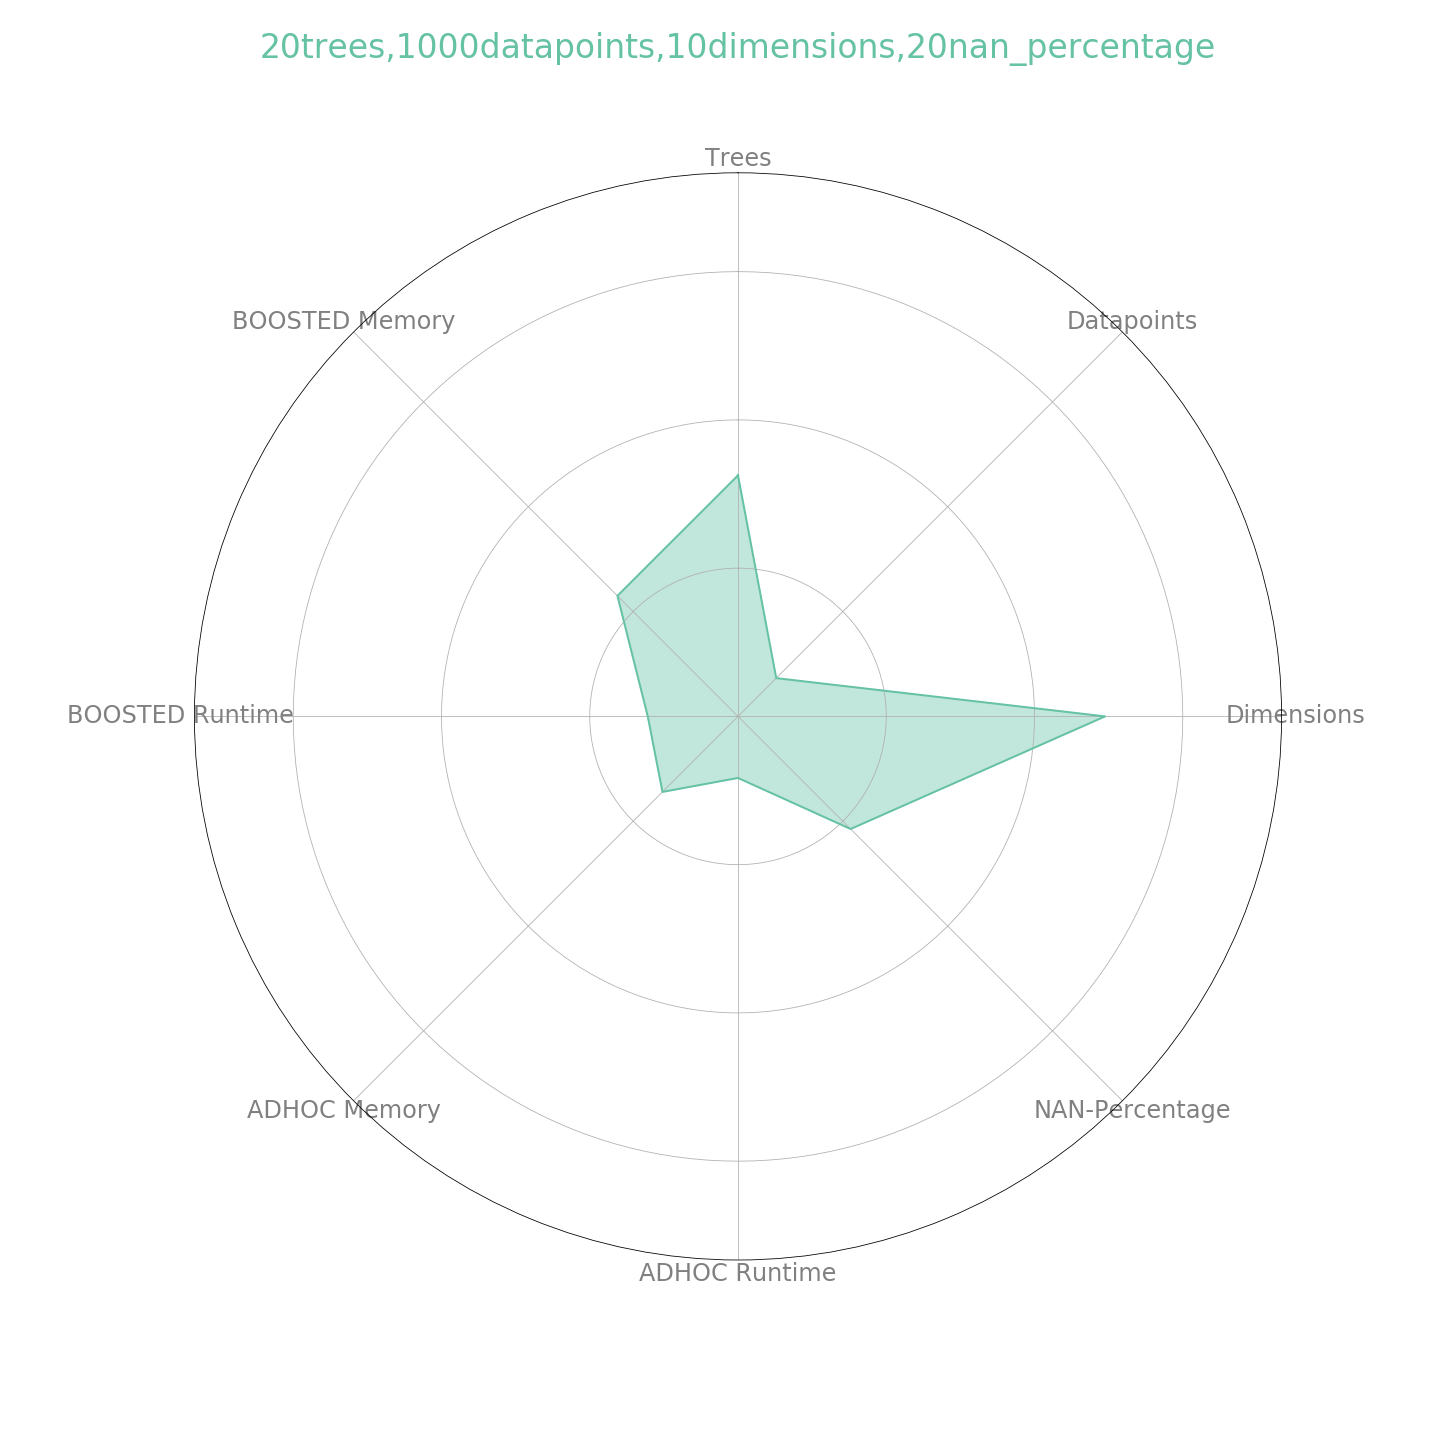 20trees,1000datapoints,10dimensions,20nan_percentage
Trees
BOOSTED Memory
Datapoints
BOOSTED Runtime
Dimensions
ADHOC Memory
NAN-Percentage
ADHOC Runtime